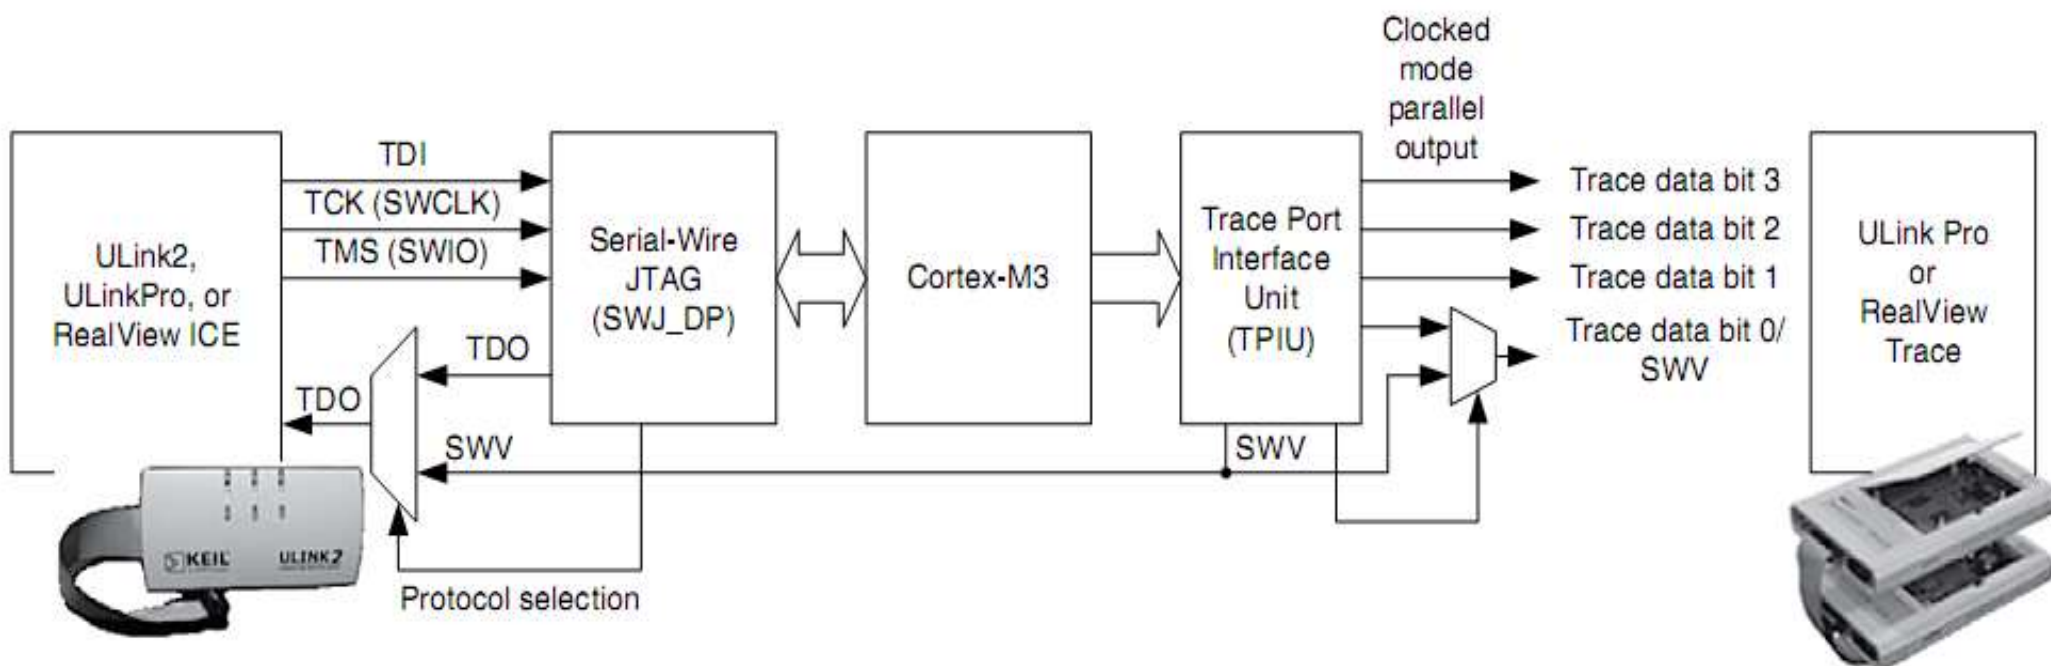 Clocked
mode
parallel
output
TDI
TCK (SWCLK)
TMS (SWIO)
ULink2,
ULinkPro, or
RealView ICE
Serial-Wire
JTAG
(SWJ_DP)
Cortex-M3
Trace Port
Interface
Unit
(TPIU)
Trace data bit 3
Trace data bit 2
Trace data bit 1
Trace data bit 0/
SWV
ULink Pro
or
RealView
Trace
TDO
TDO
SWV
SWV
Protocol selection
KEIL
ULINK2